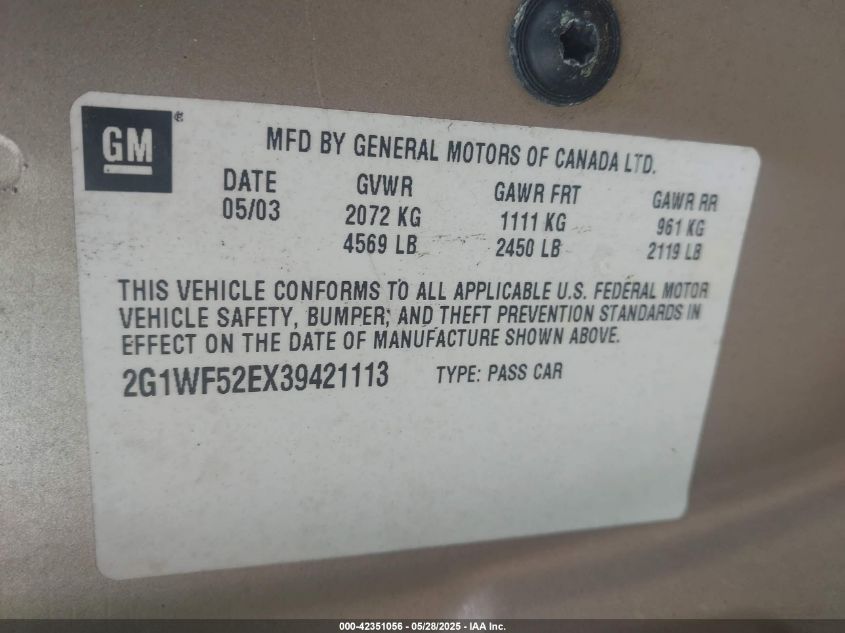 GM
®
MFD BY GENERAL MOTORS OF CANADA LTD.
DATE GVWR GAWR FRT GAWR RR
05/03 2072 KG 1111 KG 961 KG
4569 LB 2450 LB 2119 LB
THIS VEHICLE CONFORMS TO ALL APPLICABLE U.S. FEDERAL MOTOR
VEHICLE SAFETY, BUMPER, AND THEFT PREVENTION STANDARDS IN
EFFECT ON THE DATE OF MANUFACTURE SHOWN ABOVE.
2G1WF52EX39421113 TYPE: PASS CAR
000-42351056 — 05/28/2025 — IAA Inc.